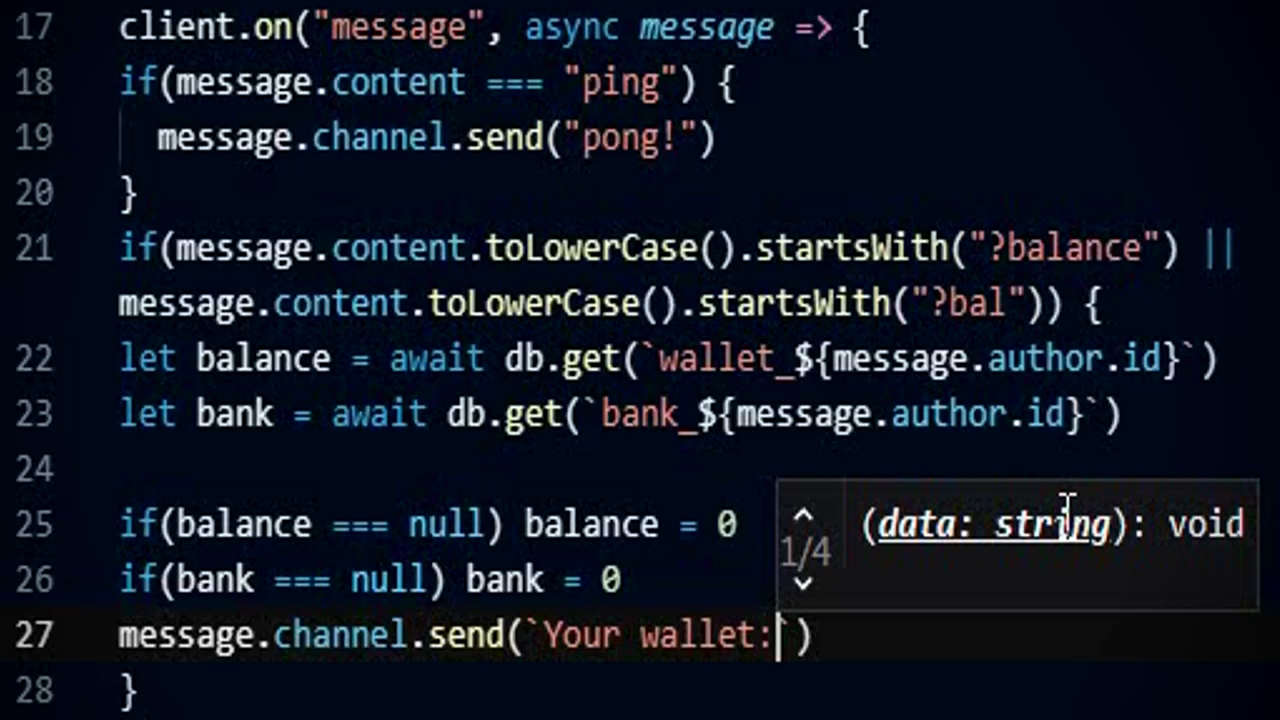 17 client.on("message", async message => {
18 if(message.content === "ping") {
19 message.channel.send("pong!")
20 }
21 if(message.content.toLowerCase().startsWith("?balance") ||
message.content.toLowerCase().startsWith("?bal")) {
22 let balance = await db.get(`wallet_${message.author.id}`)
23 let bank = await db.get(`bank_${message.author.id}`)
24
25 if(balance === null) balance = 0
(data: string): void
1/4
26 if(bank === null) bank = 0
27 message.channel.send(`Your wallet:`)
28 }